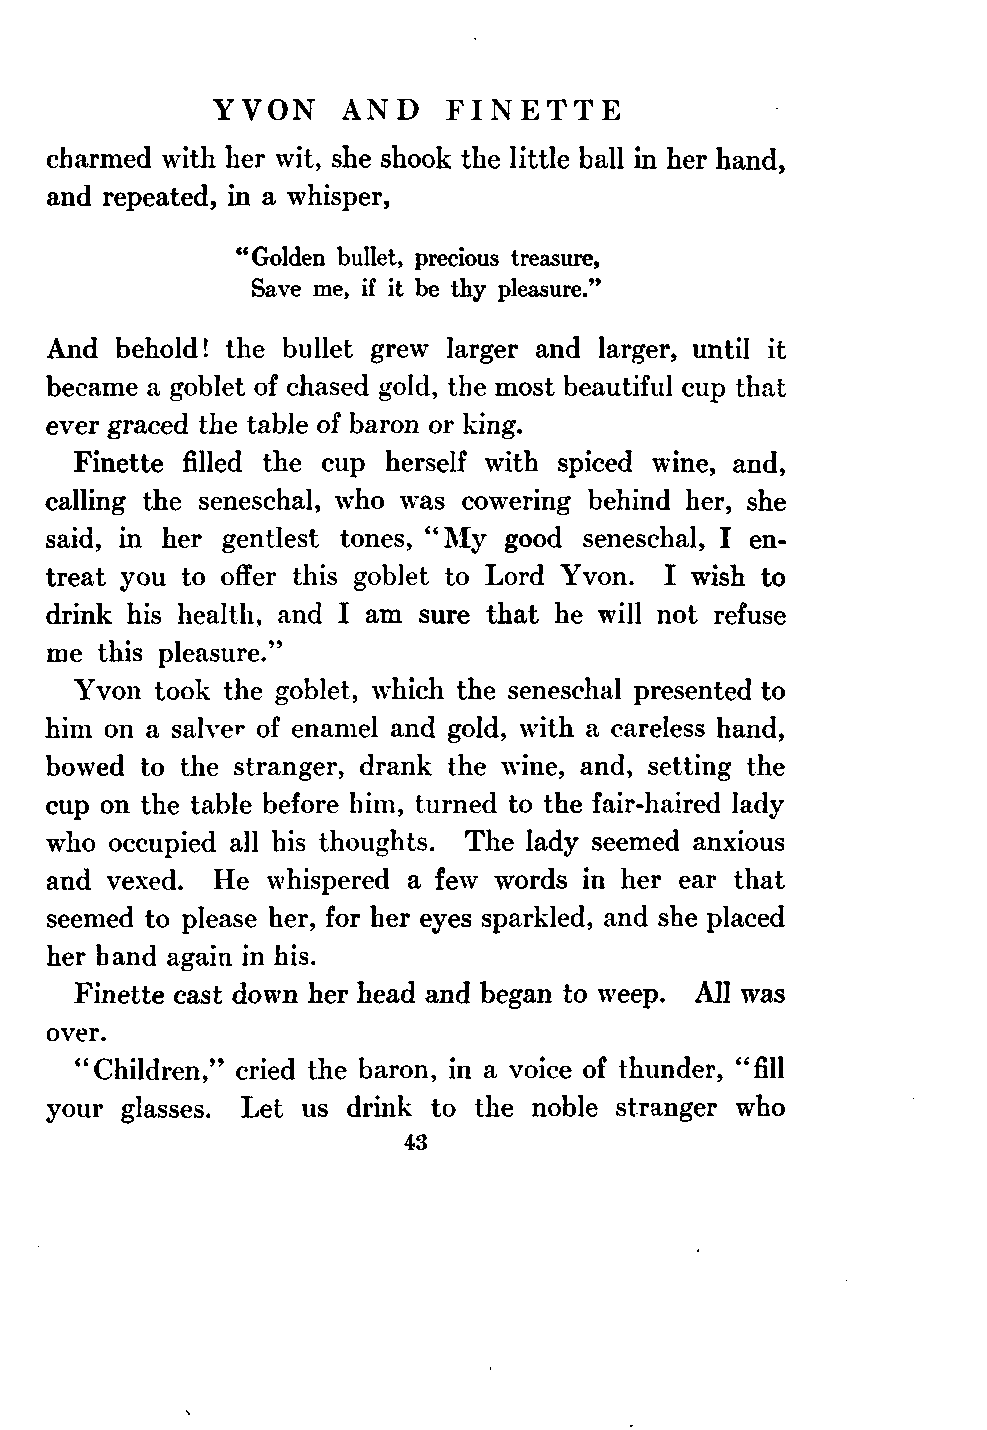 YVON AND FINETTE
charmed with her wit, she shook the little ball in her hand,
and repeated, in a whisper,
“Golden bullet, precious treasure,
Save me, if it be thy pleasure.”
And behold! the bullet grew larger and larger, until it
became a goblet of chased gold, the most beautiful cup that
ever graced the table of baron or king.
Finette filled the cup herself with spiced wine, and,
calling the seneschal, who was cowering behind her, she
said, in her gentlest tones, “My good seneschal, I en-
treat you to offer this goblet to Lord Yvon. I wish to
drink his health, and I am sure that he will not refuse
me this pleasure.”
Yvon took the goblet, which the seneschal presented to
him on a salver of enamel and gold, with a careless hand,
bowed to the stranger, drank the wine, and, setting the
cup on the table before him, turned to the fair-haired lady
who occupied all his thoughts. The lady seemed anxious
and vexed. He whispered a few words in her ear that
seemed to please her, for her eyes sparkled, and she placed
her hand again in his.
Finette cast down her head and began to weep. All was
over.
“Children,” cried the baron, in a voice of thunder, “fill
your glasses. Let us drink to the noble stranger who
43